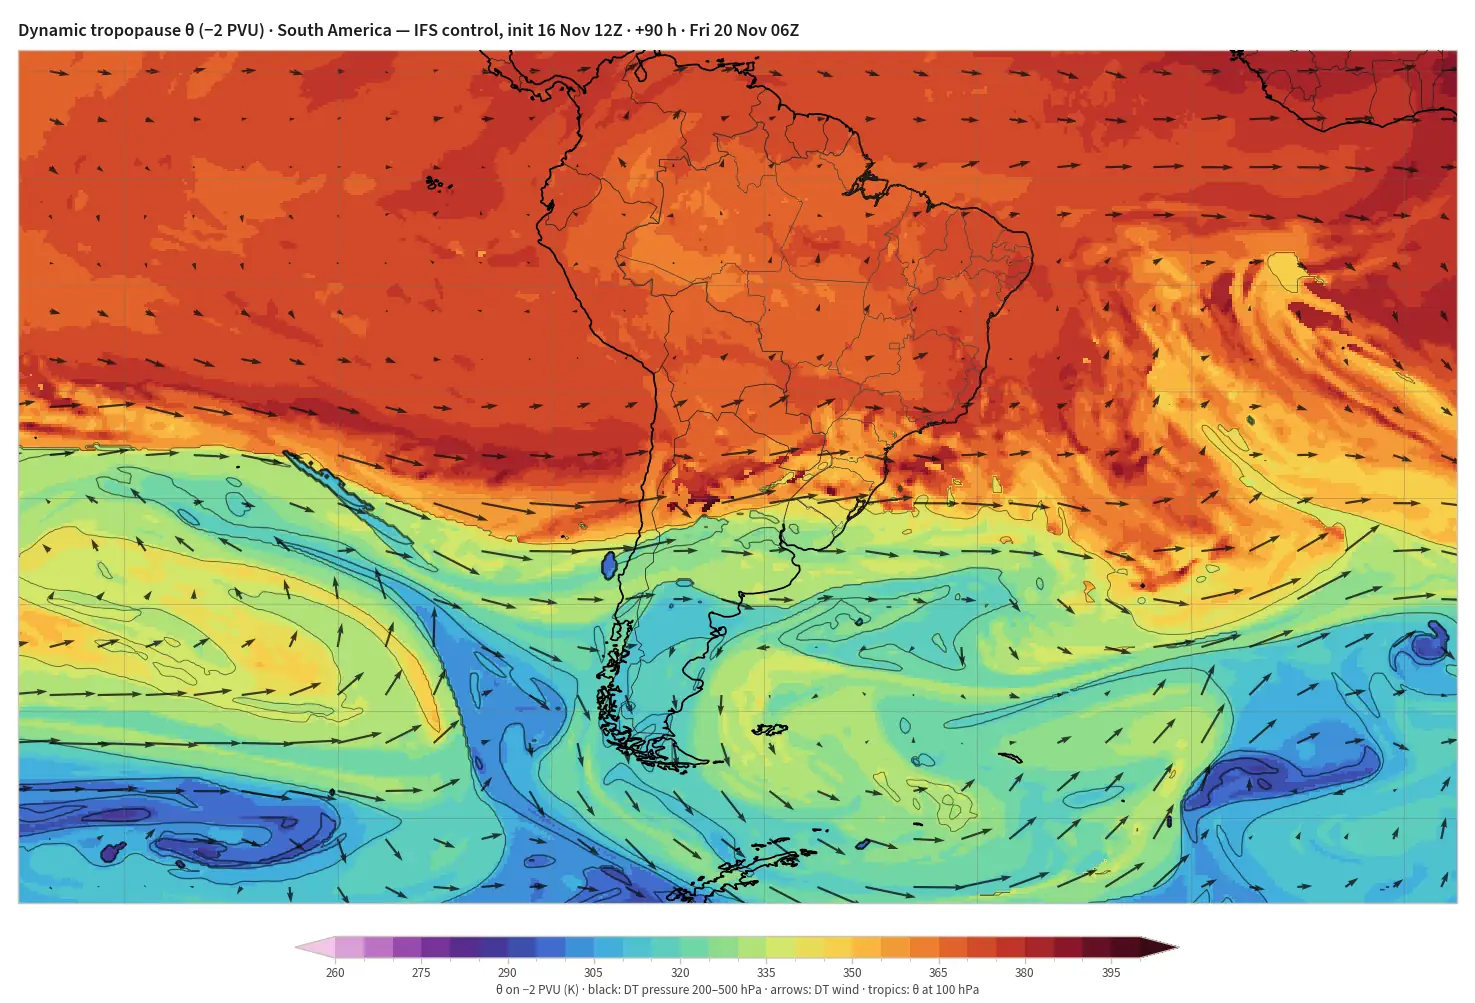 Dynamic tropopause θ (−2 PVU) · South America — IFS control, init 16 Nov 12Z · +90 h · Fri 20 Nov 06Z
260 275 290 305 320 335 350 365 380 395
θ on −2 PVU (K) · black: DT pressure 200–500 hPa · arrows: DT wind · tropics: θ at 100 hPa